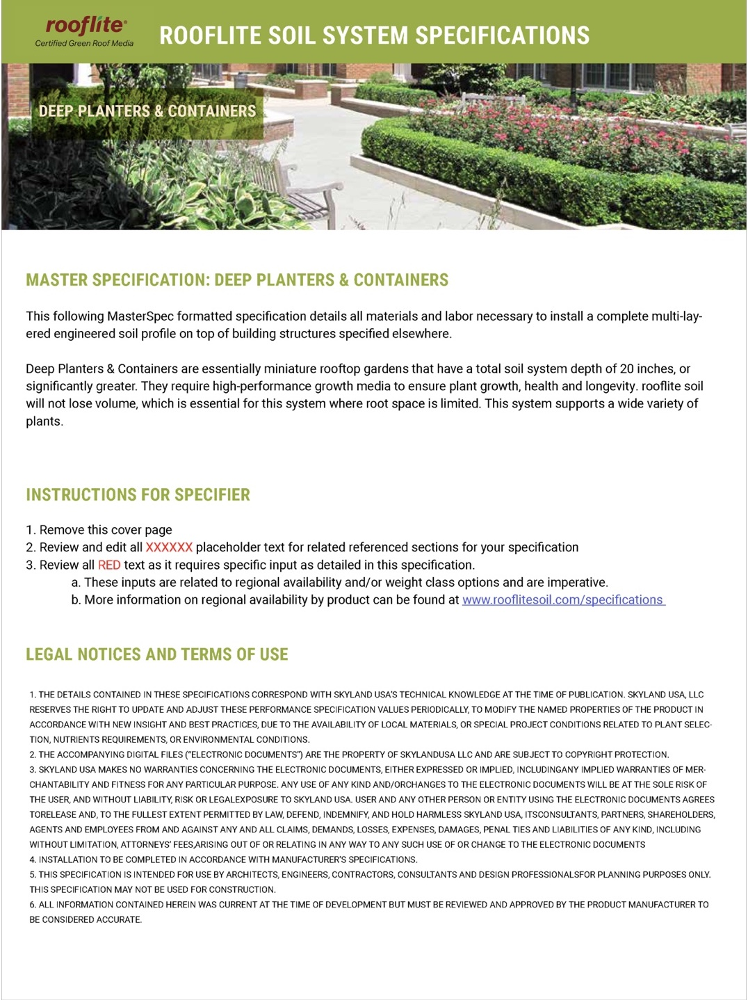 rooflite®
Certified Green Roof Media
ROOFLITE SOIL SYSTEM SPECIFICATIONS
DEEP PLANTERS & CONTAINERS
MASTER SPECIFICATION: DEEP PLANTERS & CONTAINERS
This following MasterSpec formatted specification details all materials and labor necessary to install a complete multi-lay-
ered engineered soil profile on top of building structures specified elsewhere.
Deep Planters & Containers are essentially miniature rooftop gardens that have a total soil system depth of 20 inches, or
significantly greater. They require high-performance growth media to ensure plant growth, health and longevity. rooflite soil
will not lose volume, which is essential for this system where root space is limited. This system supports a wide variety of
plants.
INSTRUCTIONS FOR SPECIFIER
1. Remove this cover page
2. Review and edit all XXXXXX placeholder text for related referenced sections for your specification
3. Review all RED text as it requires specific input as detailed in this specification.
a. These inputs are related to regional availability and/or weight class options and are imperative.
b. More information on regional availability by product can be found at www.rooflitesoil.com/specifications
LEGAL NOTICES AND TERMS OF USE
1. THE DETAILS CONTAINED IN THESE SPECIFICATIONS CORRESPOND WITH SKYLAND USA'S TECHNICAL KNOWLEDGE AT THE TIME OF PUBLICATION. SKYLAND USA, LLC
RESERVES THE RIGHT TO UPDATE AND ADJUST THESE PERFORMANCE SPECIFICATION VALUES PERIODICALLY, TO MODIFY THE NAMED PROPERTIES OF THE PRODUCT IN
ACCORDANCE WITH NEW INSIGHT AND BEST PRACTICES, DUE TO THE AVAILABILITY OF LOCAL MATERIALS, OR SPECIAL PROJECT CONDITIONS RELATED TO PLANT SELEC-
TION, NUTRIENTS REQUIREMENTS, OR ENVIRONMENTAL CONDITIONS.
2. THE ACCOMPANYING DIGITAL FILES (“ELECTRONIC DOCUMENTS”) ARE THE PROPERTY OF SKYLANDUSA LLC AND ARE SUBJECT TO COPYRIGHT PROTECTION.
3. SKYLAND USA MAKES NO WARRANTIES CONCERNING THE ELECTRONIC DOCUMENTS, EITHER EXPRESSED OR IMPLIED, INCLUDINGANY IMPLIED WARRANTIES OF MER-
CHANTABILITY AND FITNESS FOR ANY PARTICULAR PURPOSE. ANY USE OF ANY KIND AND/ORCHANGES TO THE ELECTRONIC DOCUMENTS WILL BE AT THE SOLE RISK OF
THE USER, AND WITHOUT LIABILITY, RISK OR LEGALEXPOSURE TO SKYLAND USA. USER AND ANY OTHER PERSON OR ENTITY USING THE ELECTRONIC DOCUMENTS AGREES
TORELEASE AND, TO THE FULLEST EXTENT PERMITTED BY LAW, DEFEND, INDEMNIFY, AND HOLD HARMLESS SKYLAND USA, ITSCONSULTANTS, PARTNERS, SHAREHOLDERS,
AGENTS AND EMPLOYEES FROM AND AGAINST ANY AND ALL CLAIMS, DEMANDS, LOSSES, EXPENSES, DAMAGES, PENAL TIES AND LIABILITIES OF ANY KIND, INCLUDING
WITHOUT LIMITATION, ATTORNEYS' FEES,ARISING OUT OF OR RELATING IN ANY WAY TO ANY SUCH USE OF OR CHANGE TO THE ELECTRONIC DOCUMENTS
4. INSTALLATION TO BE COMPLETED IN ACCORDANCE WITH MANUFACTURER'S SPECIFICATIONS.
5. THIS SPECIFICATION IS INTENDED FOR USE BY ARCHITECTS, ENGINEERS, CONTRACTORS, CONSULTANTS AND DESIGN PROFESSIONALSFOR PLANNING PURPOSES ONLY.
THIS SPECIFICATION MAY NOT BE USED FOR CONSTRUCTION.
6. ALL INFORMATION CONTAINED HEREIN WAS CURRENT AT THE TIME OF DEVELOPMENT BUT MUST BE REVIEWED AND APPROVED BY THE PRODUCT MANUFACTURER TO
BE CONSIDERED ACCURATE.